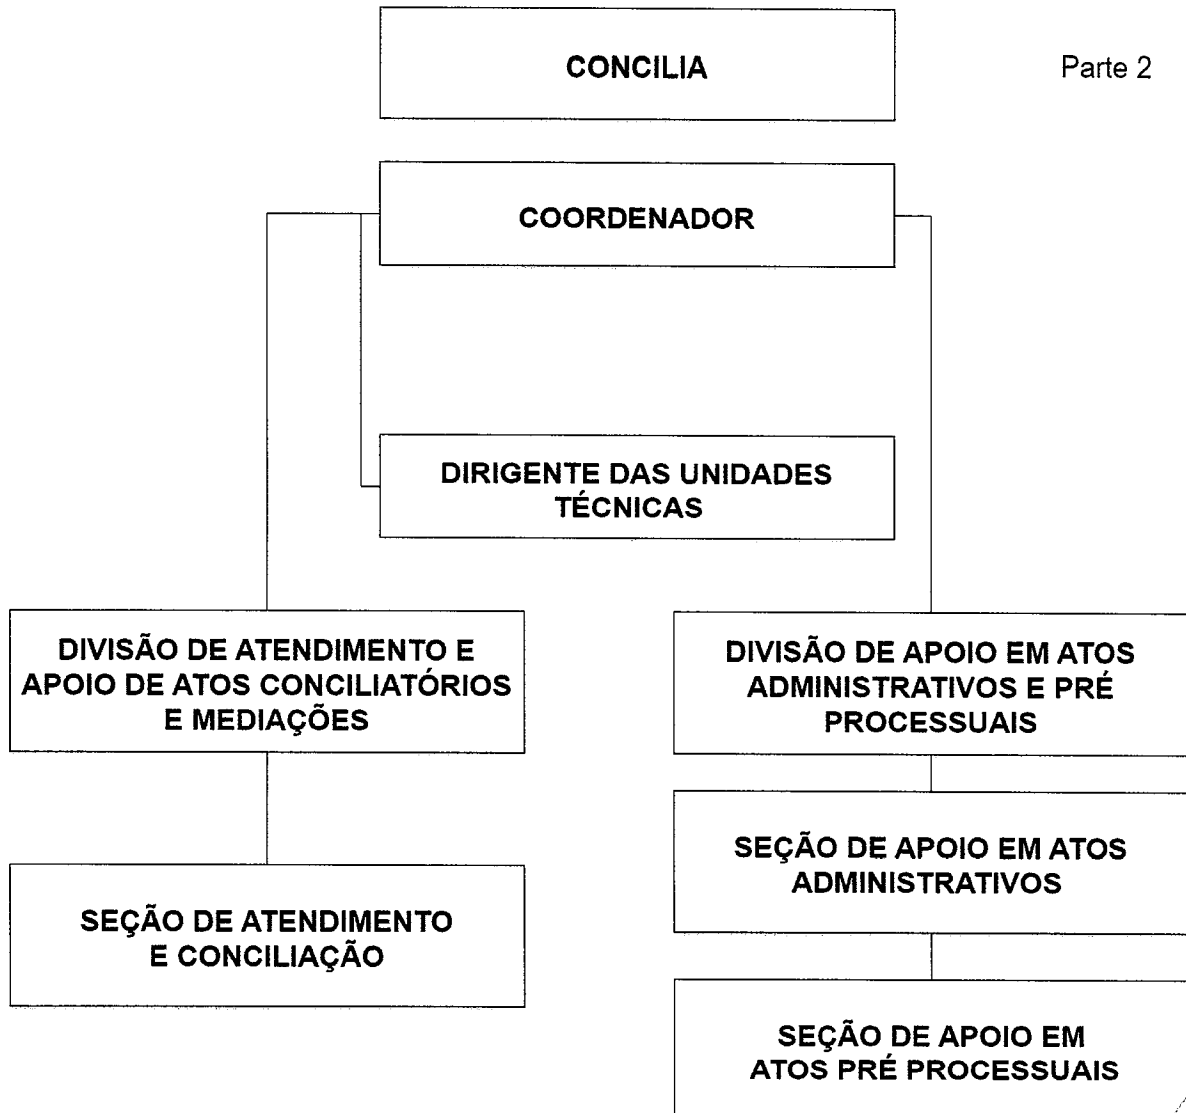 CONCILIA
Parte 2
COORDENADOR
DIRIGENTE DAS UNIDADES
TÉCNICAS
DIVISÃO DE ATENDIMENTO E
APOIO DE ATOS CONCILIATÓRIOS
E MEDIAÇÕES
DIVISÃO DE APOIO EM ATOS
ADMINISTRATIVOS E PRÉ
PROCESSUAIS
SEÇÃO DE ATENDIMENTO
E CONCILIAÇÃO
SEÇÃO DE APOIO EM ATOS
ADMINISTRATIVOS
SEÇÃO DE APOIO EM
ATOS PRÉ PROCESSUAIS